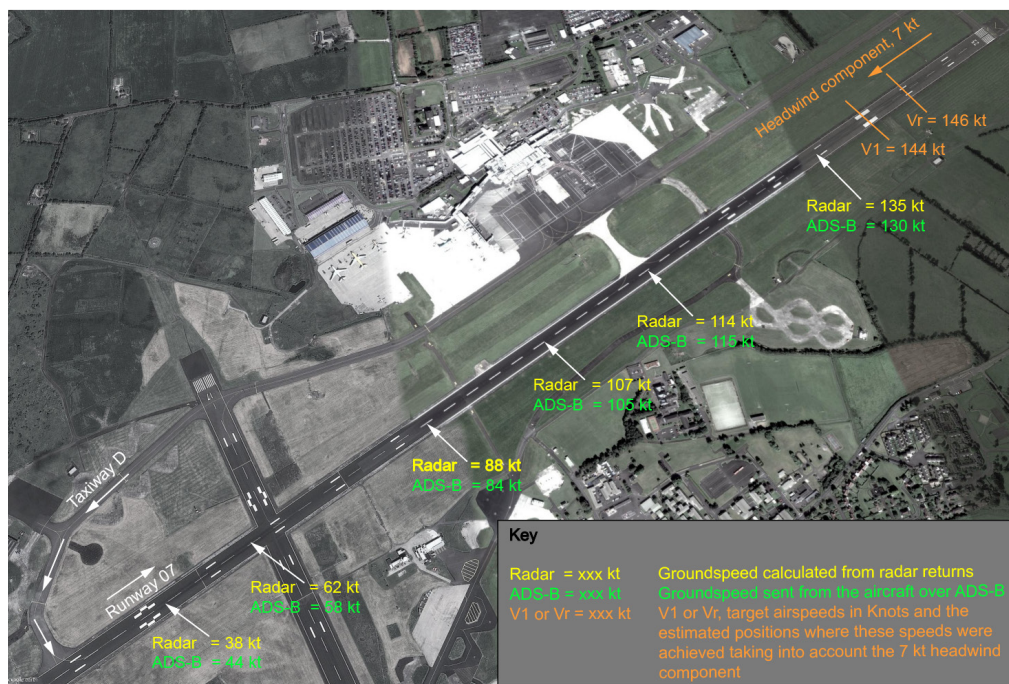 Headwind component, 7 kt
Vr = 146 kt
V1 = 144 kt
Radar = 135 kt
ADS-B = 130 kt
Radar = 114 kt
ADS-B = 115 kt
Radar = 107 kt
ADS-B = 105 kt
Radar = 88 kt
ADS-B = 84 kt
Taxiway D
Runway 07
Radar = 62 kt
ADS-B = 68 kt
Radar = 38 kt
ADS-B = 44 kt
Key
Radar = xxx kt Groundspeed calculated from radar returns
ADS-B = xxx kt Groundspeed sent from the aircraft over ADS-B
V1 or Vr = xxx kt V1 or Vr, target airspeeds in Knots and the
estimated positions where these speeds were
achieved taking into account the 7 kt headwind
component